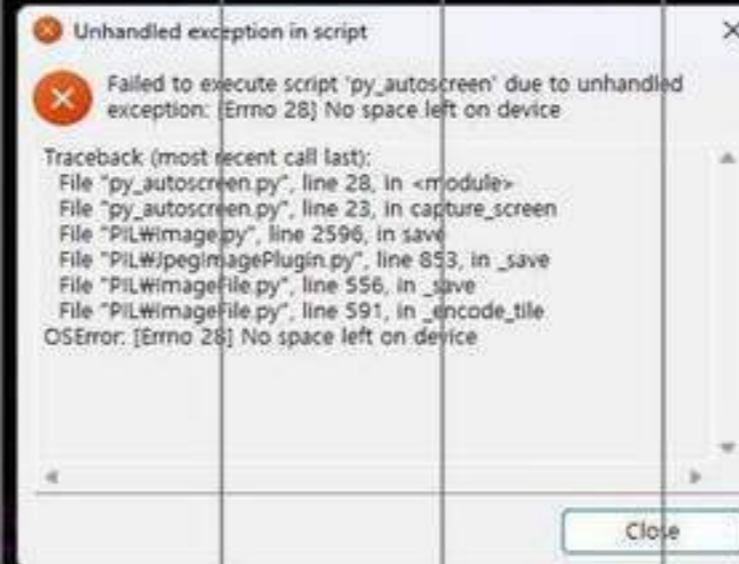 Unhandled exception in script
Failed to execute script 'py_autoscreen' due to unhandled
exception: [Errno 28] No space left on device
Traceback (most recent call last):
File "py_autoscreen.py", line 28, in <module>
File "py_autoscreen.py", line 23, in capture_screen
File "PIL₩Image.py", line 2596, in save
File "PIL₩JpegImagePlugin.py", line 853, in _save
File "PIL₩ImageFile.py", line 556, in _save
File "PIL₩ImageFile.py", line 591, in _encode_tile
OSError: [Errno 28] No space left on device
Close